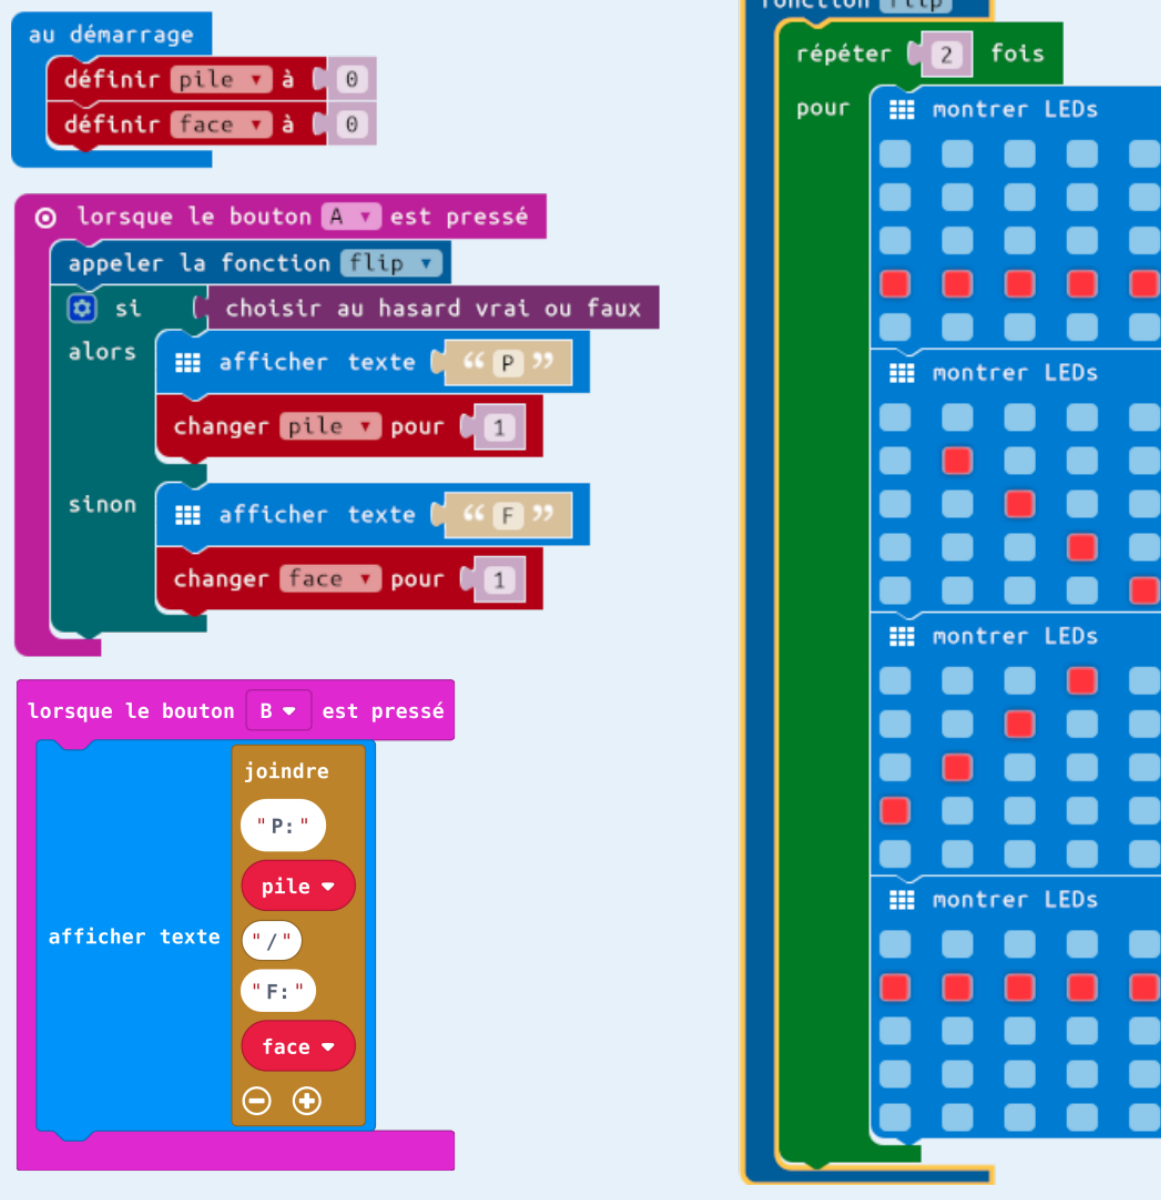 au démarrage
définir pile à 0
définir face à 0
lorsque le bouton A est pressé
appeler la fonction flip
si choisir au hasard vrai ou faux
alors
afficher texte “ P ”
changer pile pour 1
sinon
afficher texte “ F ”
changer face pour 1
lorsque le bouton B est pressé
joindre
"P:"
pile
afficher texte "/"
"F:"
face
fonction flip
répéter 2 fois
pour montrer LEDs
montrer LEDs
montrer LEDs
montrer LEDs